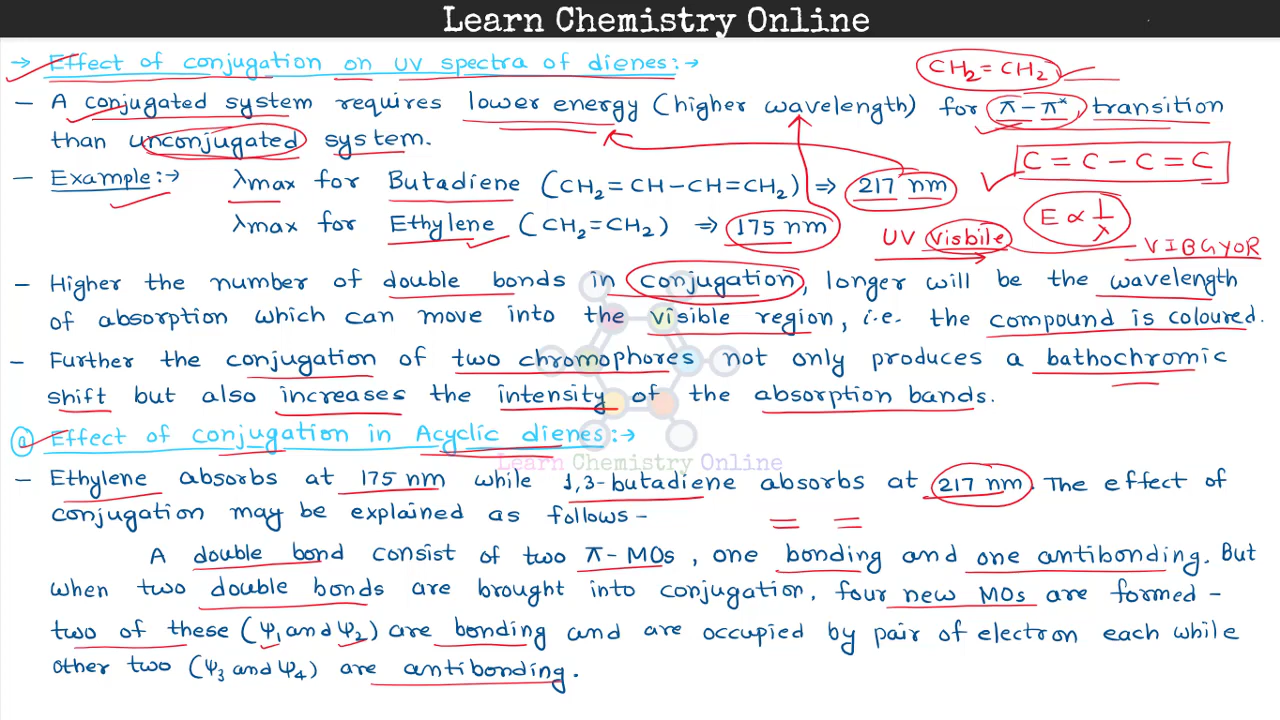 Learn Chemistry Online
→ Effect of conjugation on UV spectra of dienes:→
CH₂=CH₂
- A conjugated system requires lower energy (higher wavelength) for π-π* transition
than unconjugated system.
C = C - C = C
- Example:→ λmax for Butadiene (CH₂=CH-CH=CH₂) ⇒ 217 nm
λmax for Ethylene (CH₂=CH₂) ⇒ 175 nm
E ∝ 1/λ
UV visbile
VIBGYOR
- Higher the number of double bonds in conjugation, longer will be the wavelength
of absorption which can move into the visible region, i.e. the compound is coloured.
- Further the conjugation of two chromophores not only produces a bathochromic
shift but also increases the intensity of the absorption bands.
ⓐ Effect of conjugation in Acyclic dienes:→
Learn Chemistry Online
- Ethylene absorbs at 175 nm while 1,3-butadiene absorbs at 217 nm. The effect of
conjugation may be explained as follows-
= =
A double bond consist of two π-MOs, one bonding and one antibonding. But
when two double bonds are brought into conjugation, four new MOs are formed -
two of these (Ψ₁ and Ψ₂) are bonding and are occupied by pair of electron each while
other two (Ψ₃ and Ψ₄) are antibonding.